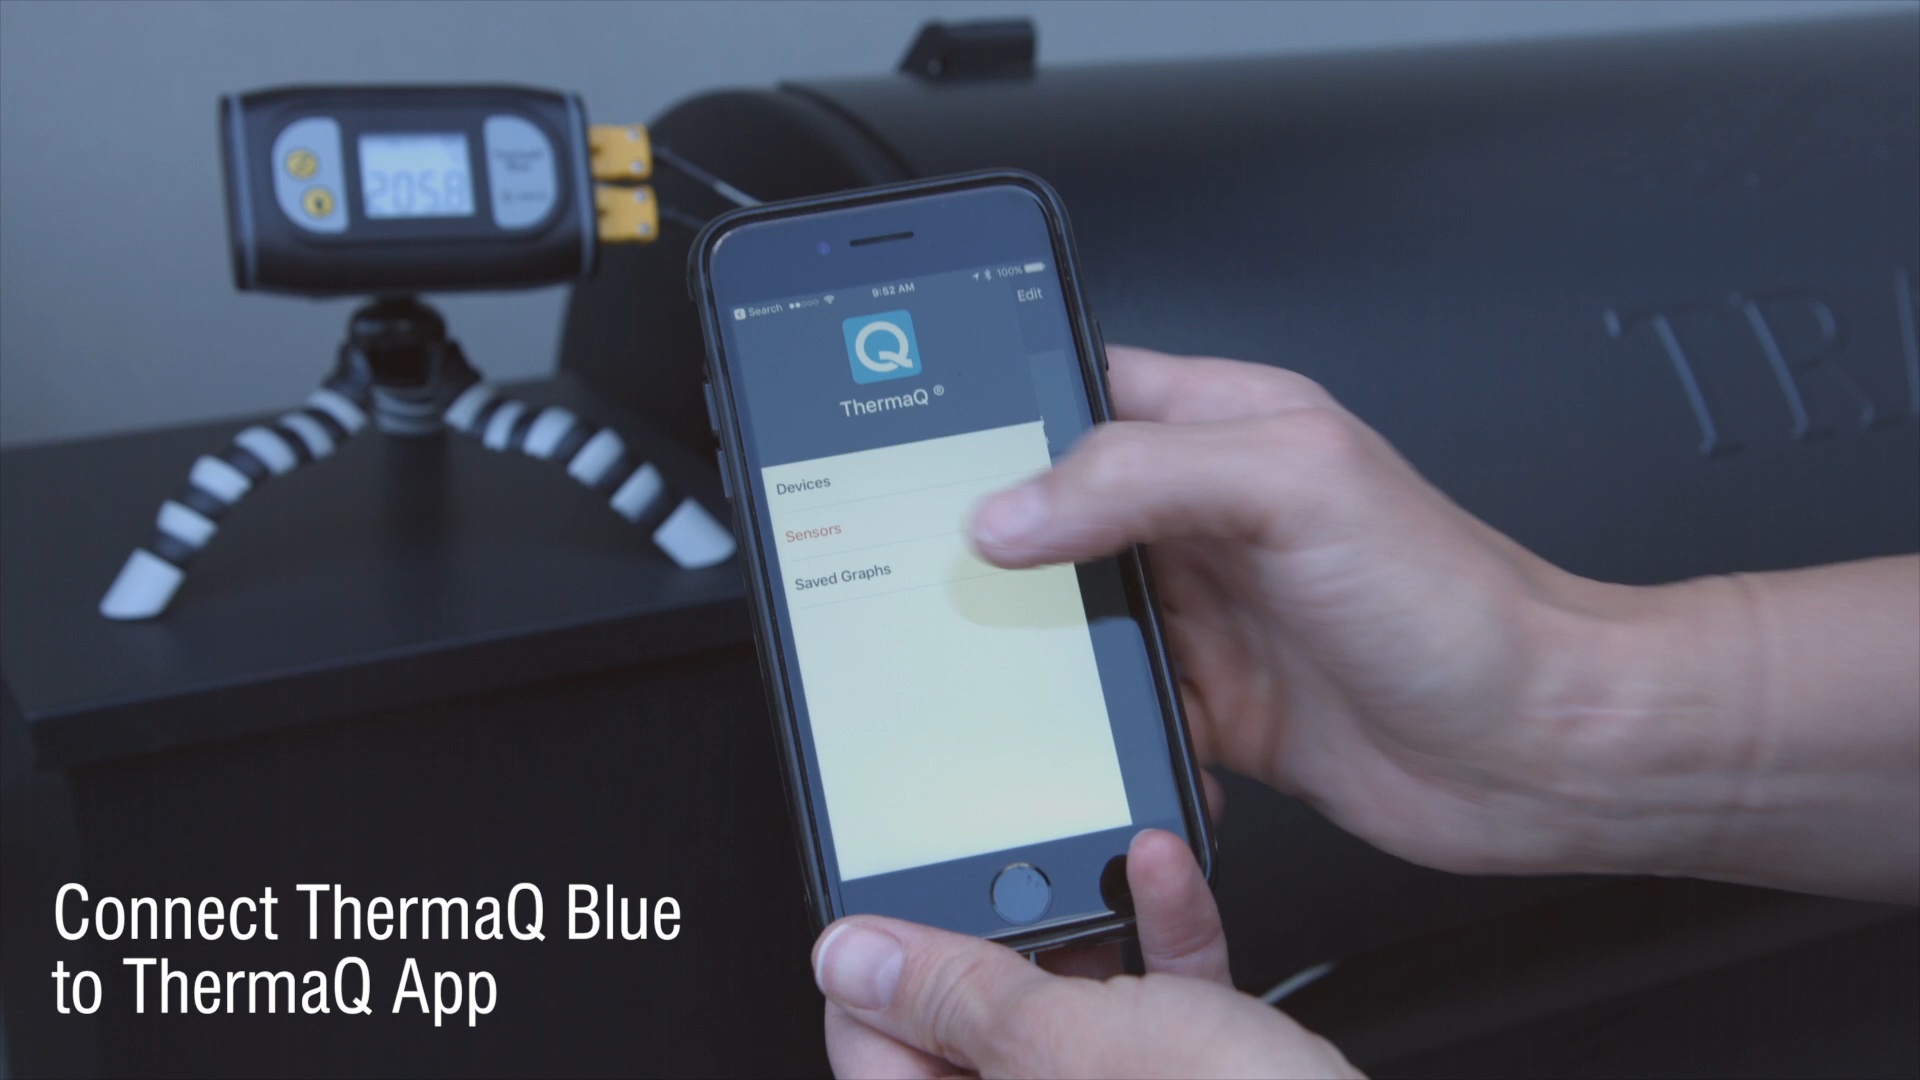 205.8
Search
9:52 AM
100%
Edit
Q
ThermaQ ®
Devices
Sensors
Saved Graphs
TR
Connect ThermaQ Blue
to ThermaQ App